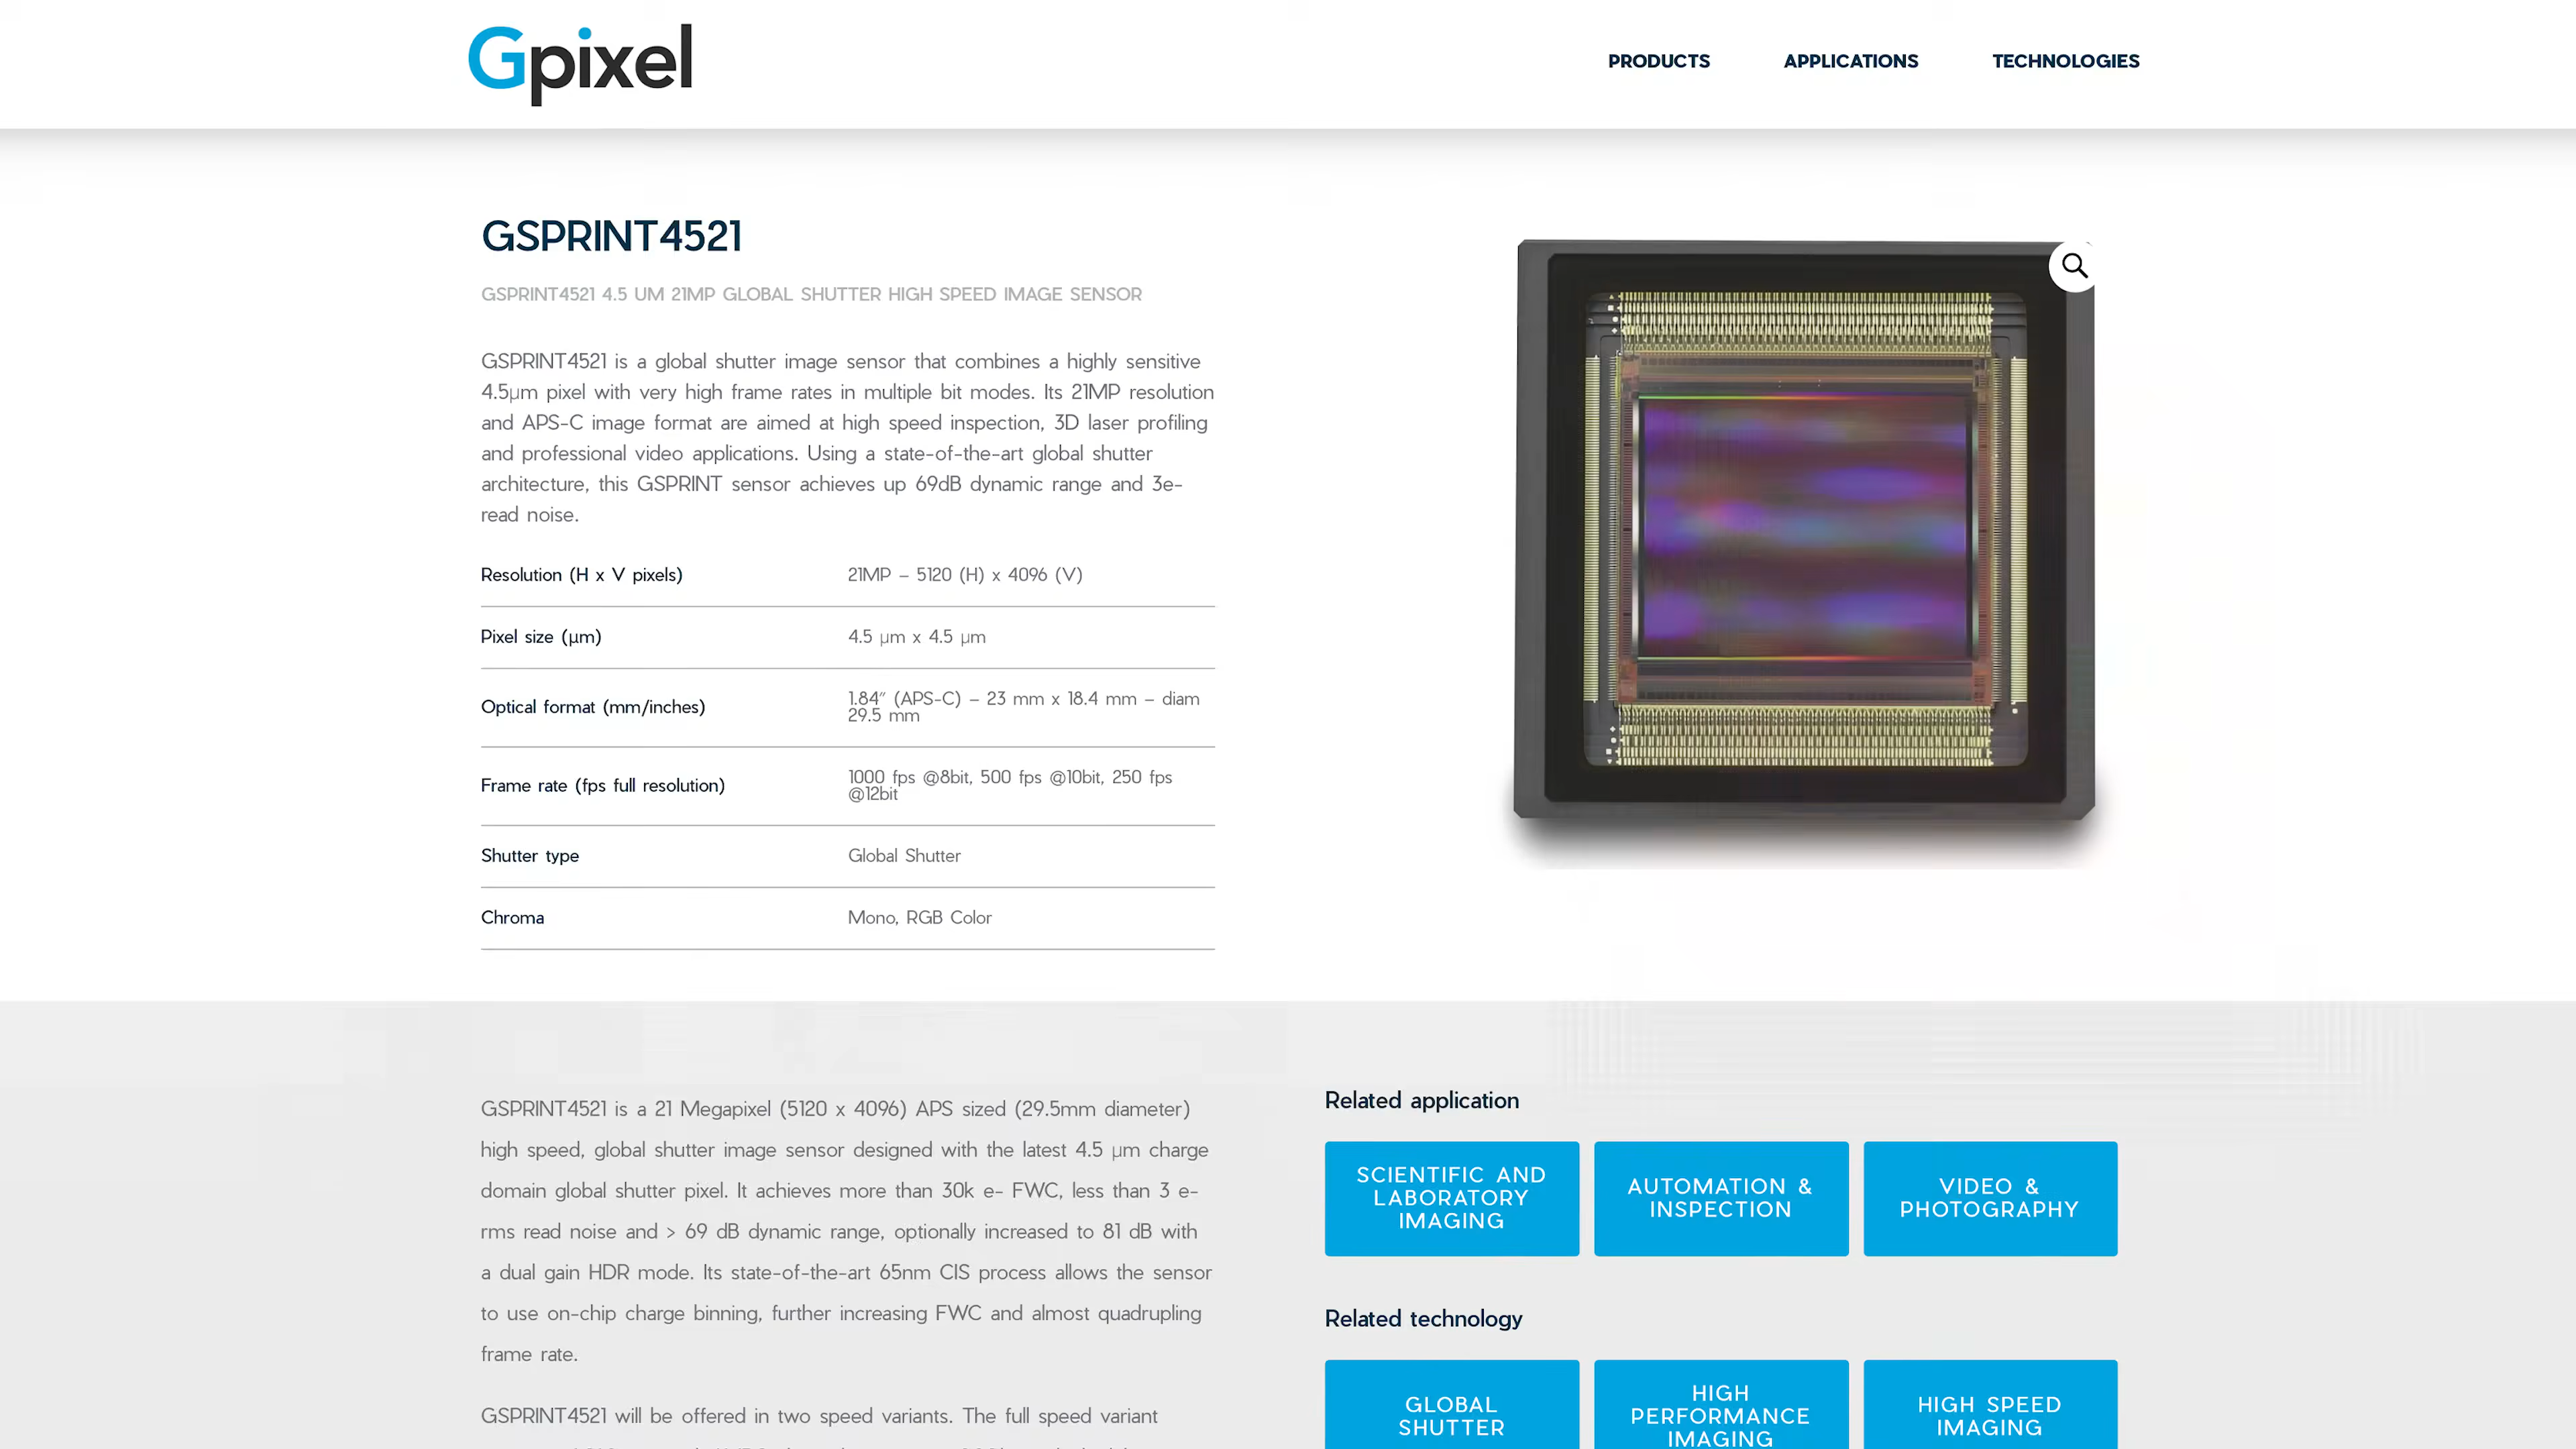 Gpixel
PRODUCTS
APPLICATIONS
TECHNOLOGIES
GSPRINT4521
GSPRINT4521 4.5 UM 21MP GLOBAL SHUTTER HIGH SPEED IMAGE SENSOR
GSPRINT4521 is a global shutter image sensor that combines a highly sensitive
4.5µm pixel with very high frame rates in multiple bit modes. Its 21MP resolution
and APS-C image format are aimed at high speed inspection, 3D laser profiling
and professional video applications. Using a state-of-the-art global shutter
architecture, this GSPRINT sensor achieves up 69dB dynamic range and 3e-
read noise.
Resolution (H x V pixels)
21MP – 5120 (H) x 4096 (V)
Pixel size (µm)
4.5 µm x 4.5 µm
Optical format (mm/inches)
1.84″ (APS-C) – 23 mm x 18.4 mm – diam
29.5 mm
Frame rate (fps full resolution)
1000 fps @8bit, 500 fps @10bit, 250 fps
@12bit
Shutter type
Global Shutter
Chroma
Mono, RGB Color
GSPRINT4521 is a 21 Megapixel (5120 x 4096) APS sized (29.5mm diameter)
high speed, global shutter image sensor designed with the latest 4.5 µm charge
domain global shutter pixel. It achieves more than 30k e- FWC, less than 3 e-
rms read noise and > 69 dB dynamic range, optionally increased to 81 dB with
a dual gain HDR mode. Its state-of-the-art 65nm CIS process allows the sensor
to use on-chip charge binning, further increasing FWC and almost quadrupling
frame rate.
GSPRINT4521 will be offered in two speed variants. The full speed variant
Related application
SCIENTIFIC AND
LABORATORY
IMAGING
AUTOMATION &
INSPECTION
VIDEO &
PHOTOGRAPHY
Related technology
GLOBAL
SHUTTER
HIGH
PERFORMANCE
IMAGING
HIGH SPEED
IMAGING